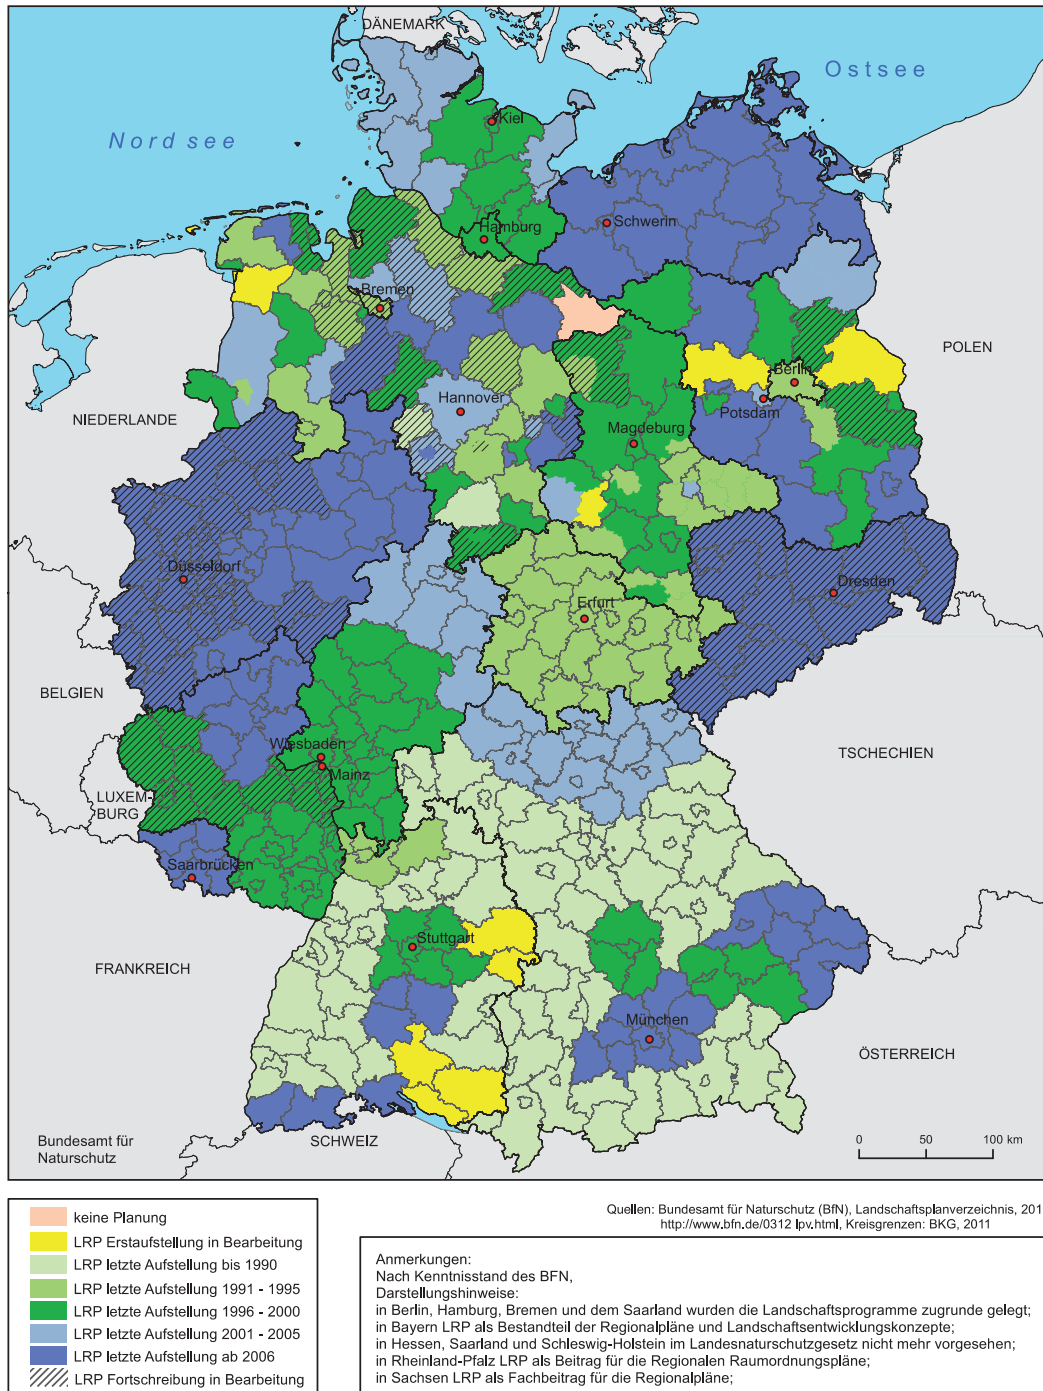 DÄNEMARK
Ostsee
Nord see
Kiel
Schwerin
Hamburg
Bremen
POLEN
Berlin
Hannover
Potsdam
NIEDERLANDE
Magdeburg
Düsseldorf
Dresden
Erfurt
BELGIEN
Wiesbaden
Mainz
TSCHECHIEN
LUXEM-
BURG
Saarbrücken
Stuttgart
FRANKREICH
München
ÖSTERREICH
SCHWEIZ
Bundesamt für
Naturschutz
0 50 100 km
keine Planung
LRP Erstaufstellung in Bearbeitung
LRP letzte Aufstellung bis 1990
LRP letzte Aufstellung 1991 - 1995
LRP letzte Aufstellung 1996 - 2000
LRP letzte Aufstellung 2001 - 2005
LRP letzte Aufstellung ab 2006
LRP Fortschreibung in Bearbeitung
Quellen: Bundesamt für Naturschutz (BfN), Landschaftsplanverzeichnis, 201
http://www.bfn.de/0312 lpv.html, Kreisgrenzen: BKG, 2011
Anmerkungen:
Nach Kenntnisstand des BFN,
Darstellungshinweise:
in Berlin, Hamburg, Bremen und dem Saarland wurden die Landschaftsprogramme zugrunde gelegt;
in Bayern LRP als Bestandteil der Regionalpläne und Landschaftsentwicklungskonzepte;
in Hessen, Saarland und Schleswig-Holstein im Landesnaturschutzgesetz nicht mehr vorgesehen;
in Rheinland-Pfalz LRP als Beitrag für die Regionalen Raumordnungspläne;
in Sachsen LRP als Fachbeitrag für die Regionalpläne;